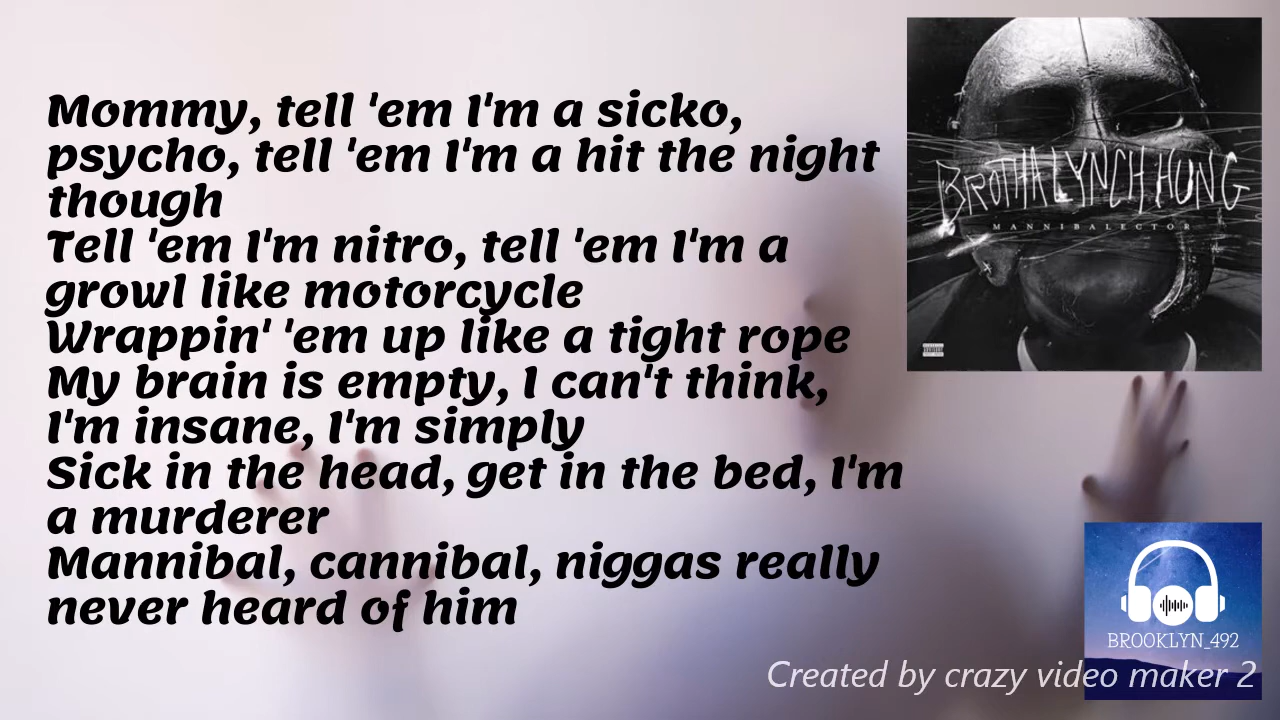 Mommy, tell 'em I'm a sicko,
psycho, tell 'em I'm a hit the night
though
Tell 'em I'm nitro, tell 'em I'm a
growl like motorcycle
Wrappin' 'em up like a tight rope
My brain is empty, I can't think,
I'm insane, I'm simply
Sick in the head, get in the bed, I'm
a murderer
Mannibal, cannibal, niggas really
never heard of him
BROTHA LYNCH HUNG
MANNIBALECTOR
BROOKLYN_492
Created by crazy video maker 2